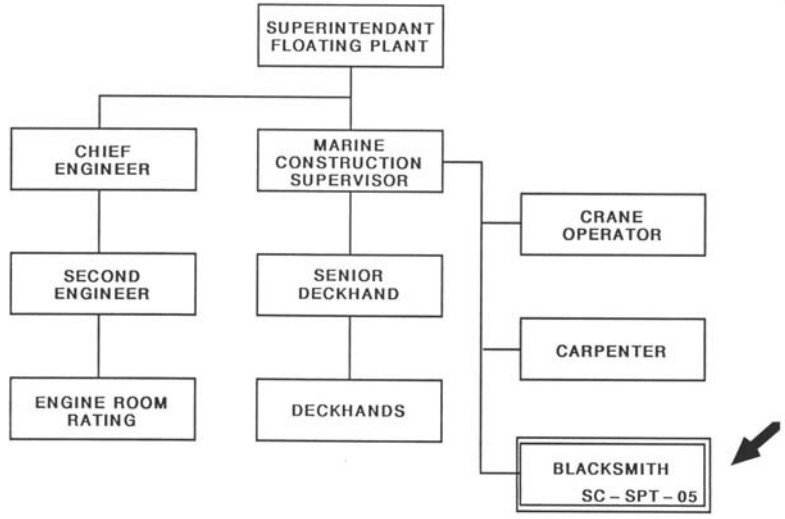 SUPERINTENDANT
FLOATING PLANT
CHIEF
ENGINEER
MARINE
CONSTRUCTION
SUPERVISOR
CRANE
OPERATOR
SECOND
ENGINEER
SENIOR
DECKHAND
CARPENTER
ENGINE ROOM
RATING
DECKHANDS
BLACKSMITH
SC – SPT – 05